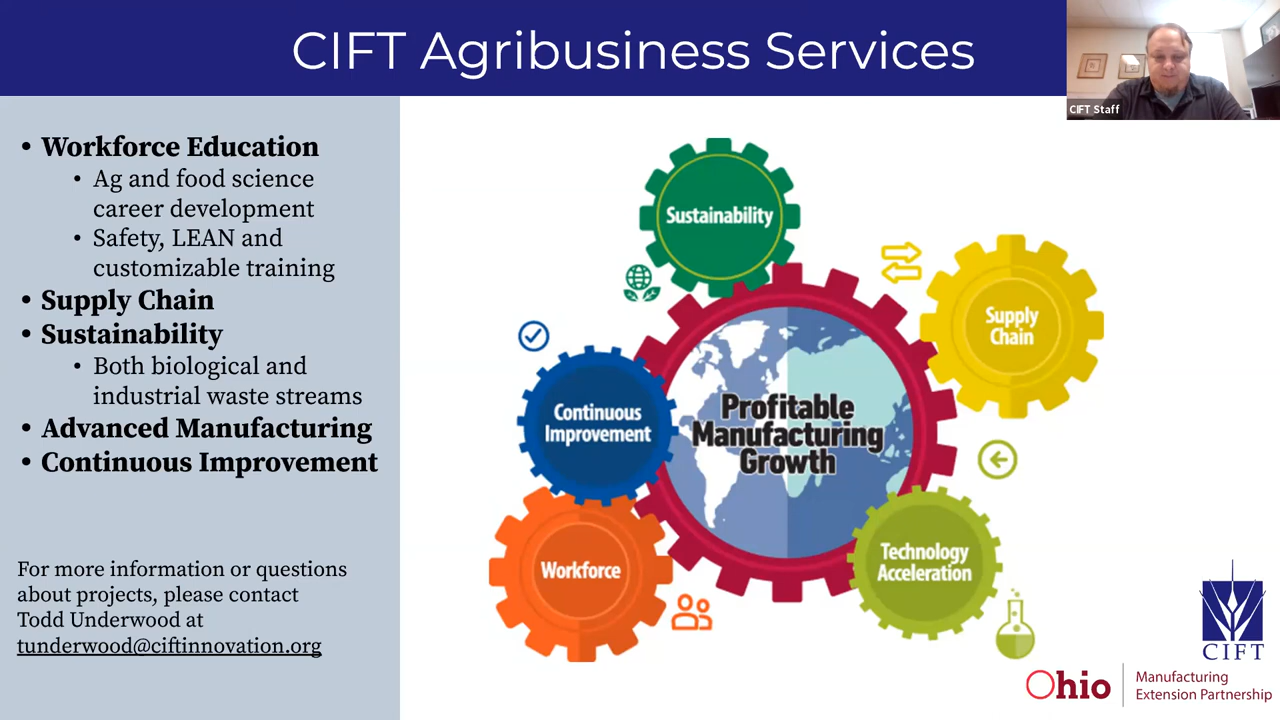 CIFT Agribusiness Services
CIFT Staff
• Workforce Education
• Ag and food science
career development
• Safety, LEAN and
customizable training
• Supply Chain
• Sustainability
• Both biological and
industrial waste streams
• Advanced Manufacturing
• Continuous Improvement
For more information or questions
about projects, please contact
Todd Underwood at
tunderwood@ciftinnovation.org
Sustainability
Supply
Chain
Continuous
Improvement
Profitable
Manufacturing
Growth
Workforce
Technology
Acceleration
CIFT
Ohio
Manufacturing
Extension Partnership